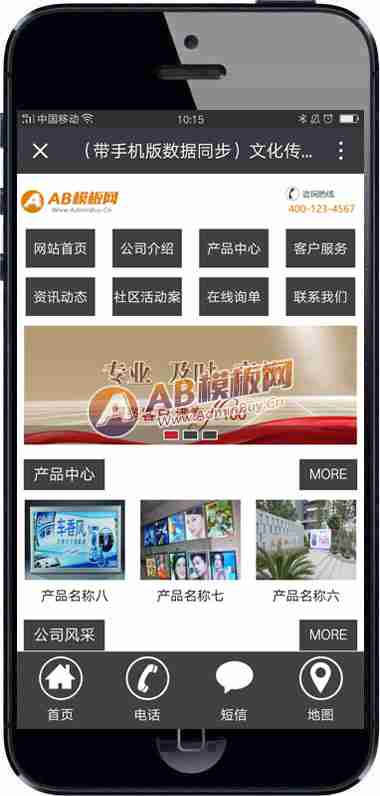 中国移动
10:15
（带手机版数据同步）文化传...
AB模板网
Www.AdminBuy.Cn
咨询热线
400-123-4567
网站首页 公司介绍 产品中心 客户服务
资讯动态 社区活动案 在线询单 联系我们
专业 及时
AB模板网
Www.AdminBuy.Cn
产品中心 MORE
车香风
产品名称八 产品名称七 产品名称六
公司风采 MORE
首页 电话 短信 地图